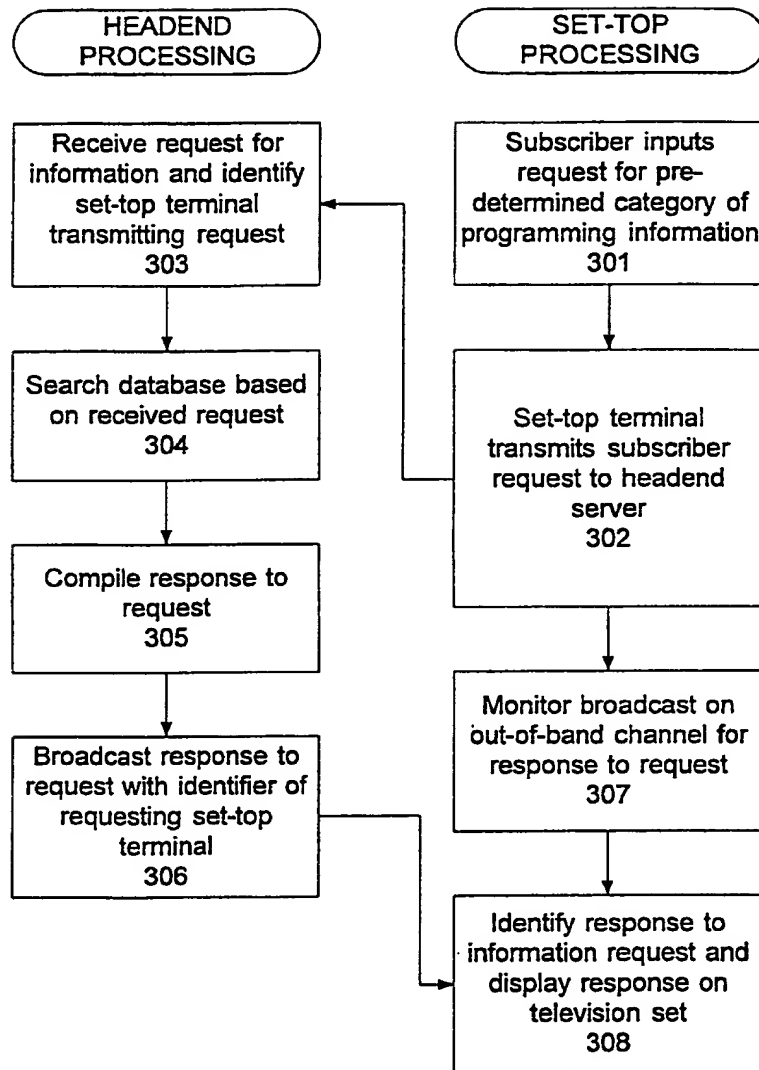 HEADEND
PROCESSING
SET-TOP
PROCESSING
Receive request for
information and identify
set-top terminal
transmitting request
303
Subscriber inputs
request for pre-
determined category of
programming information
301
Search database based
on received request
304
Set-top terminal
transmits subscriber
request to headend
server
302
Compile response to
request
305
Monitor broadcast on
out-of-band channel for
response to request
307
Broadcast response to
request with identifier of
requesting set-top
terminal
306
Identify response to
information request and
display response on
television set
308